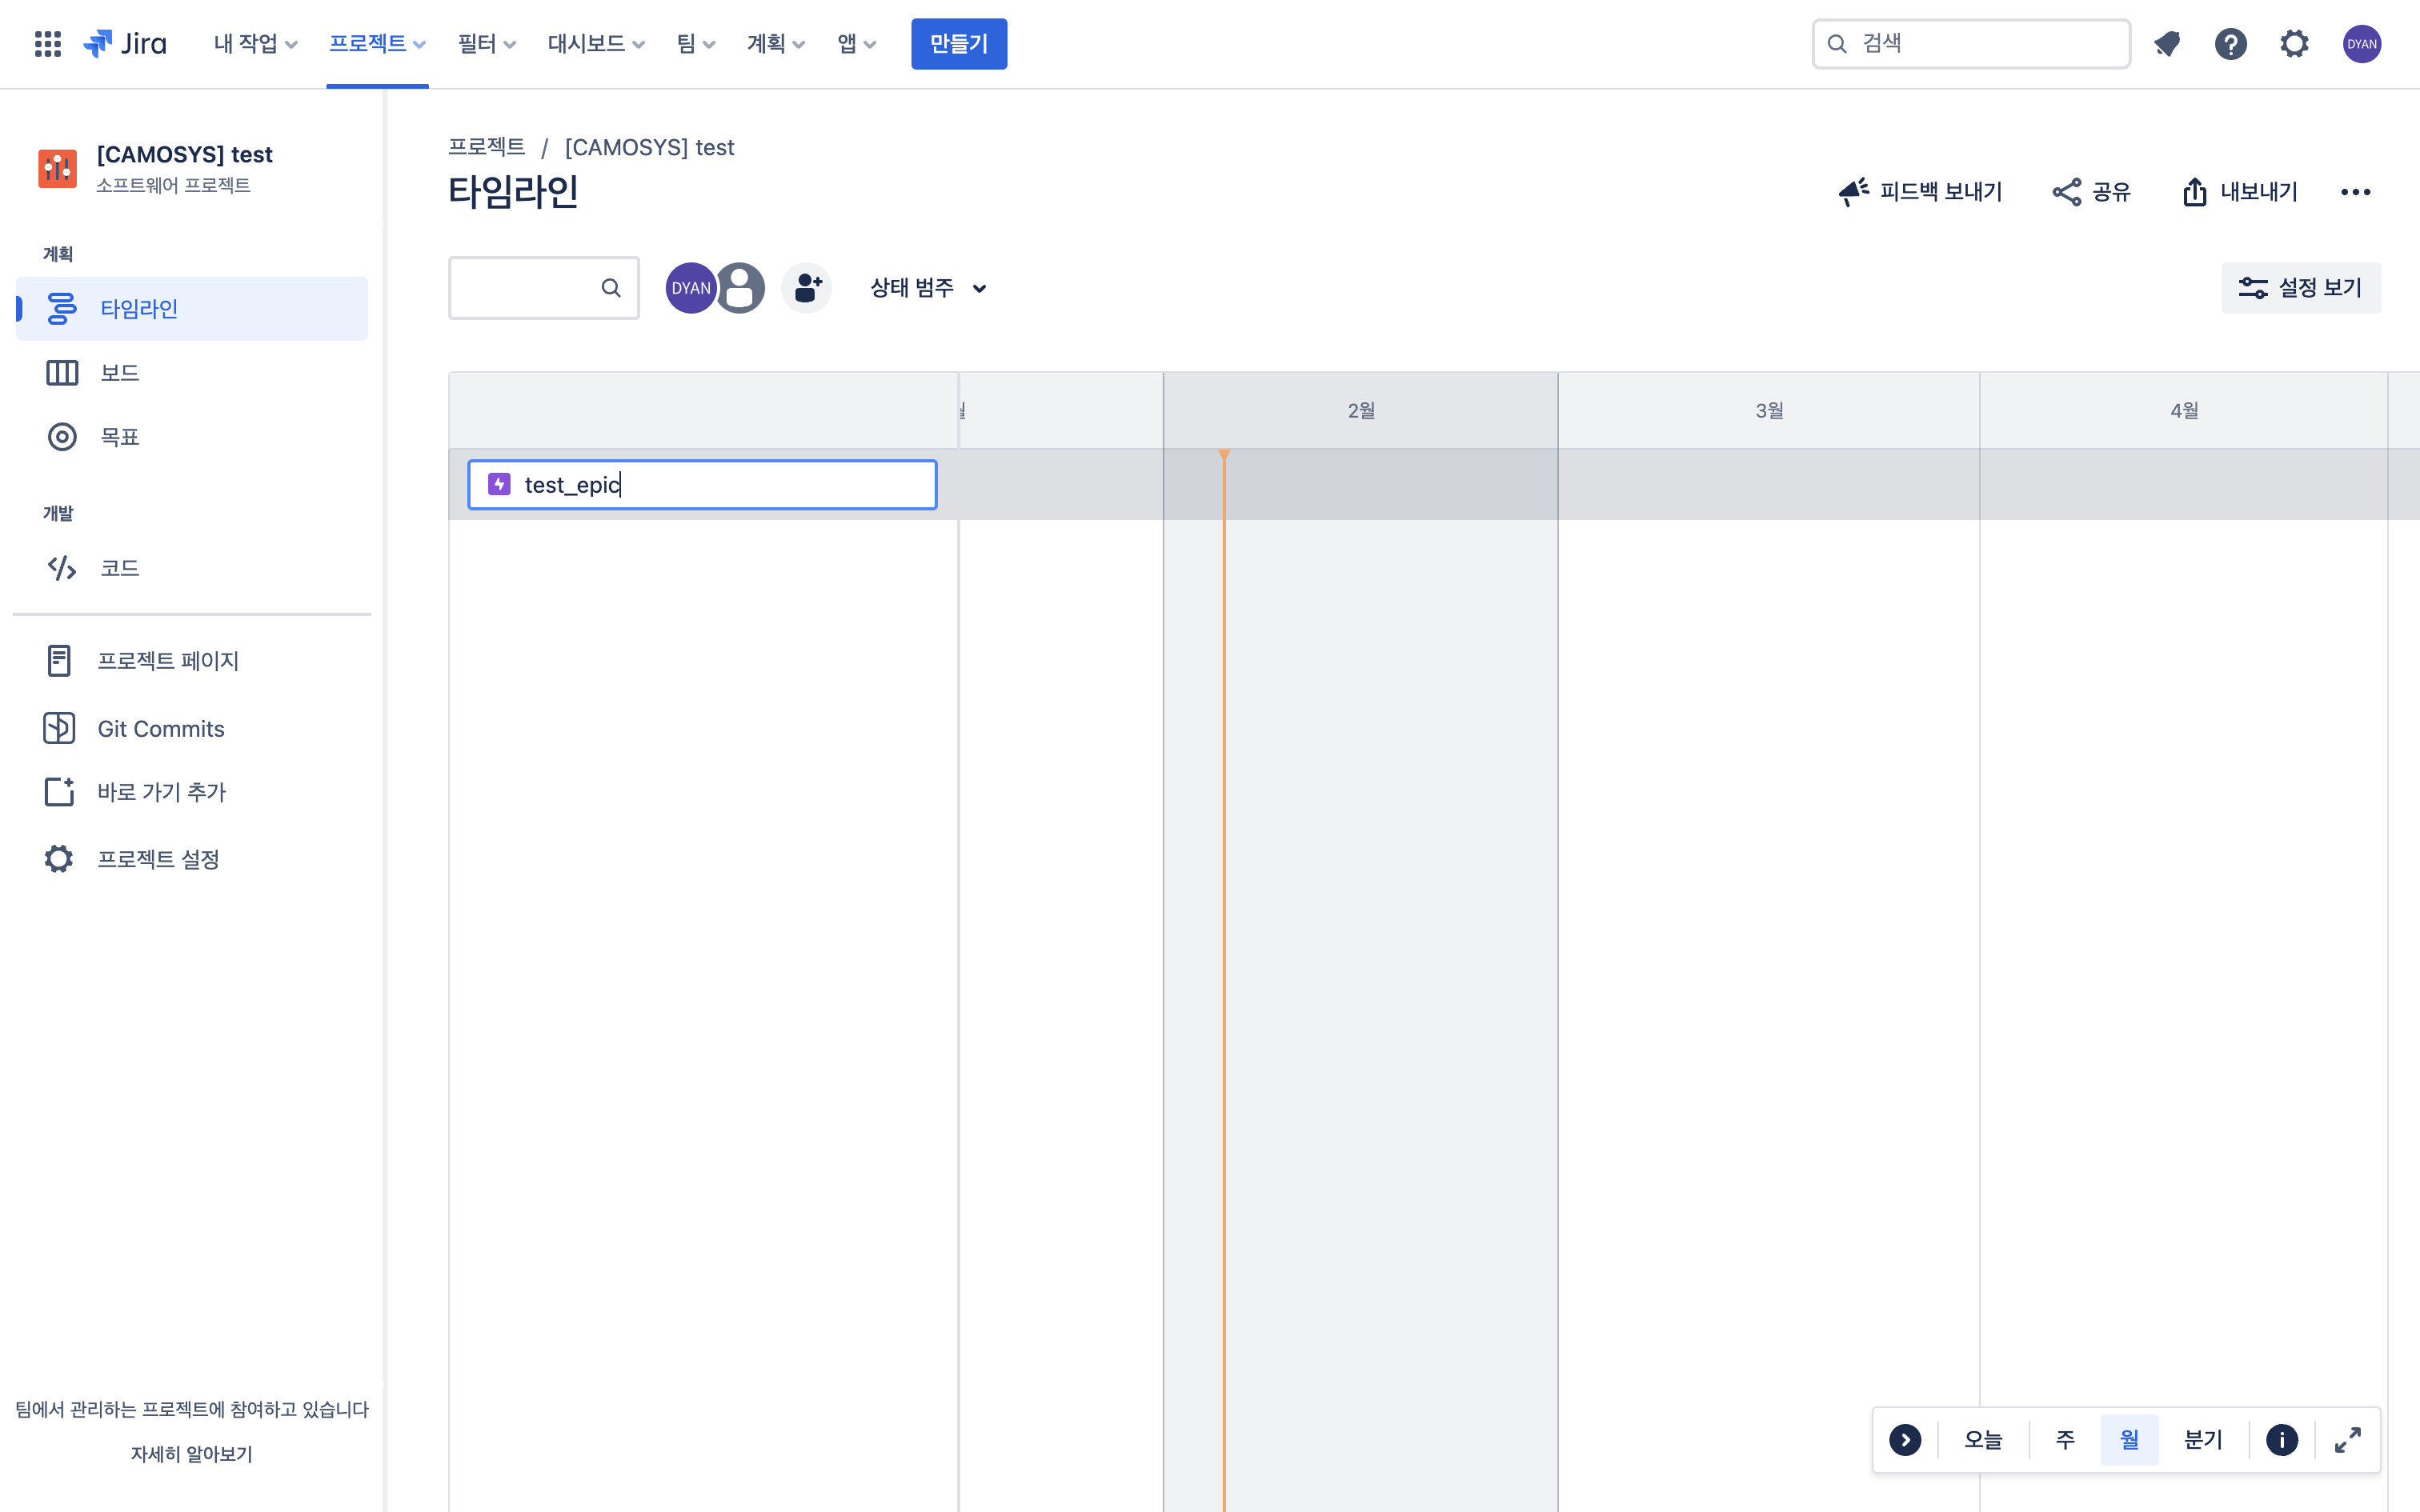 Jira
내 작업
프로젝트
필터
대시보드
팀
계획
앱
만들기
검색
DYAN
[CAMOSYS] test
소프트웨어 프로젝트
계획
타임라인
보드
목표
개발
코드
프로젝트 페이지
Git Commits
바로 가기 추가
프로젝트 설정
팀에서 관리하는 프로젝트에 참여하고 있습니다
자세히 알아보기
프로젝트 / [CAMOSYS] test
타임라인
피드백 보내기
공유
내보내기
DYAN
상태 범주
설정 보기
2월
3월
4월
test_epic
오늘
주
월
분기